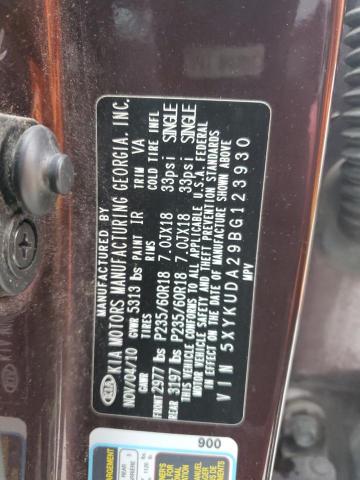 MANUFACTURED BY
KIA MOTORS MANUFACTURING GEORGIA, INC.
NOV/04/10 GVWR 5313 lbs PAINT IR TRIM VA
GAWR TIRES RIMS COLD TIRE INFL
FRONT 2977 lbs P235/60R18 7.0JX18 33psi SINGLE
REAR 3197 lbs P235/60R18 7.0JX18 33psi SINGLE
THIS VEHICLE CONFORMS TO ALL APPLICABLE U.S.A. FEDERAL
MOTOR VEHICLE SAFETY AND THEFT PREVENTION STANDARDS
IN EFFECT ON THE DATE OF MANUFACTURE SHOWN ABOVE
VIN 5XYKUDA29BG123930
MPV
KIA
900
REAR